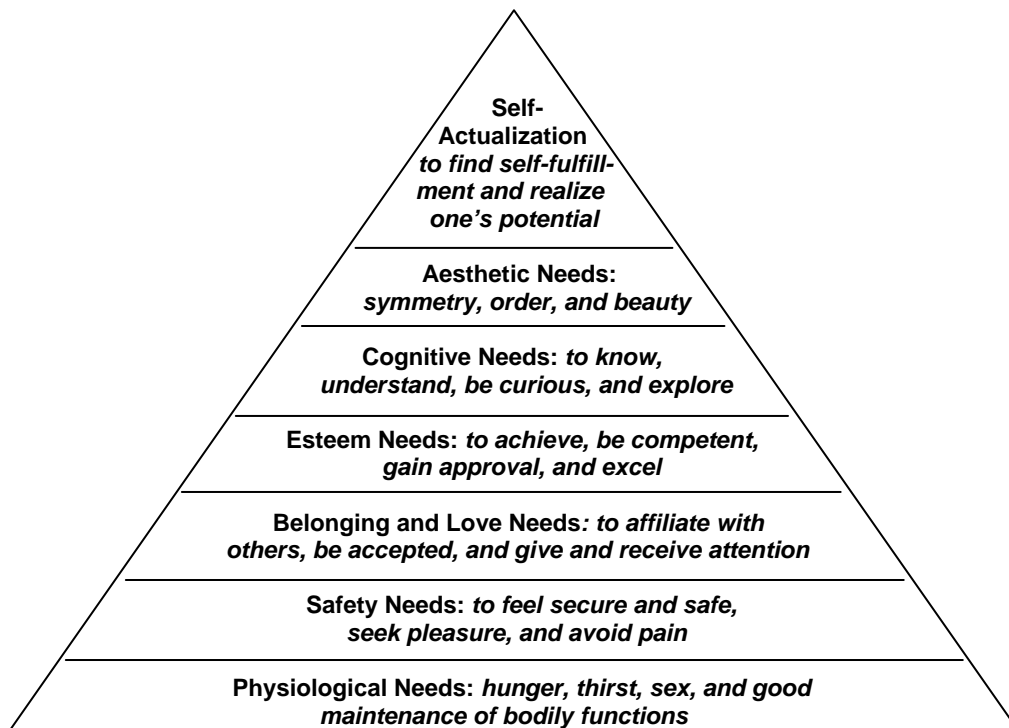 Self-
Actualization
to find self-fulfill-
ment and realize
one’s potential
Aesthetic Needs:
symmetry, order, and beauty
Cognitive Needs: to know,
understand, be curious, and explore
Esteem Needs: to achieve, be competent,
gain approval, and excel
Belonging and Love Needs: to affiliate with
others, be accepted, and give and receive attention
Safety Needs: to feel secure and safe,
seek pleasure, and avoid pain
Physiological Needs: hunger, thirst, sex, and good
maintenance of bodily functions